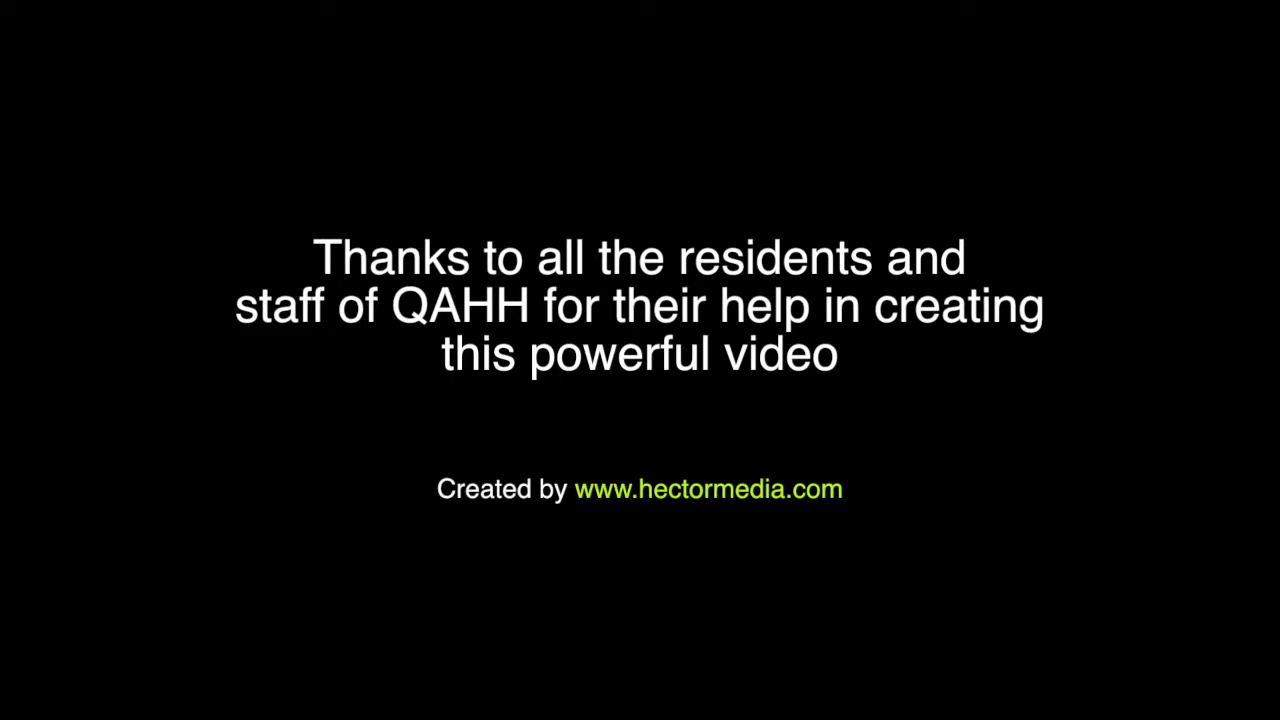 Thanks to all the residents and
staff of QAHH for their help in creating
this powerful video
Created by www.hectormedia.com